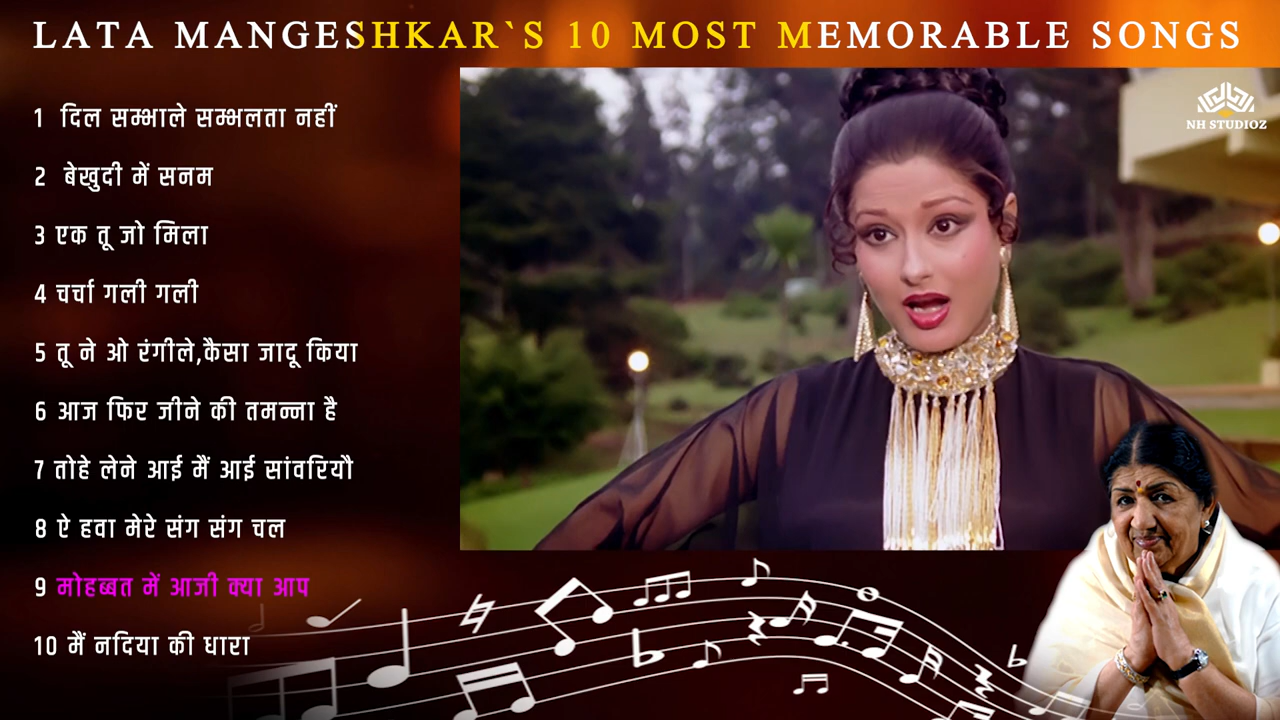 LATA MANGESHKAR`S 10 MOST MEMORABLE SONGS
NH STUDIOZ
1 दिल सम्भाले सम्भलता नहीं
2 बेखुदी में सनम
3 एक तू जो मिला
4 चर्चा गली गली
5 तू ने ओ रंगीले,कैसा जादू किया
6 आज फिर जीने की तमन्ना है
7 तोहे लेने आई मैं आई सांवरियौ
8 ऐ हवा मेरे संग संग चल
9 मोहब्बत में आजी क्या आप
10 मैं नदिया की धारा